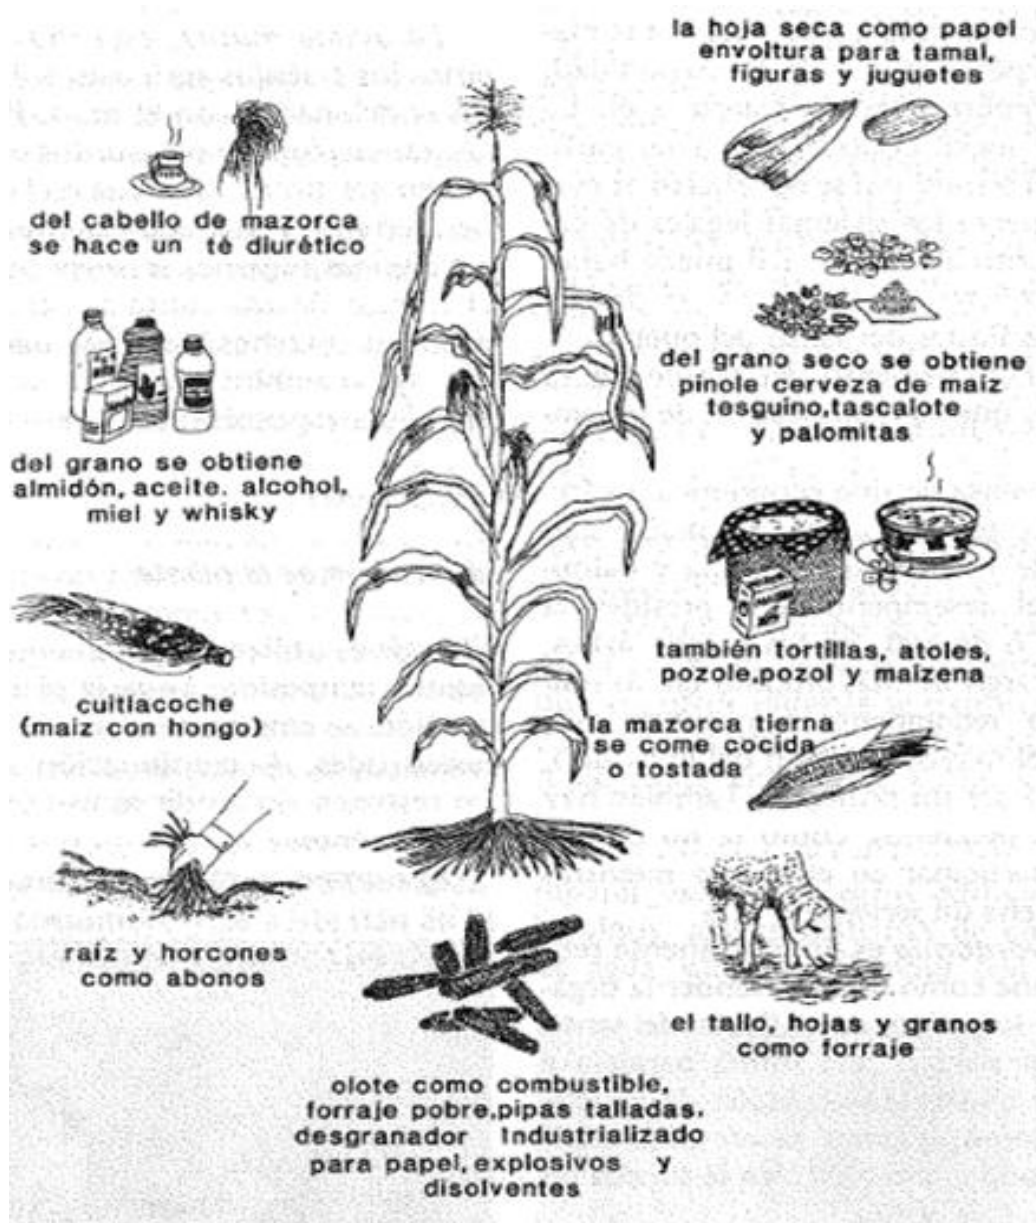 la hoja seca como papel
envoltura para tamal,
figuras y juguetes
del cabello de mazorca
se hace un té diurético
del grano seco se obtiene
pinole cerveza de maiz
tesguino,tascalote
y palomitas
del grano se obtiene
almidón, aceite. alcohol,
miel y whisky
también tortillas, atoles,
pozole,pozol y maizena
cuitlacoche
(maiz con hongo)
la mazorca tierna
se come cocida
o tostada
raiz y horcones
como abonos
el tallo, hojas y granos
como forraje
olote como combustible,
forraje pobre,pipas talladas.
desgranador Industrializado
para papel, explosivos y
disolventes